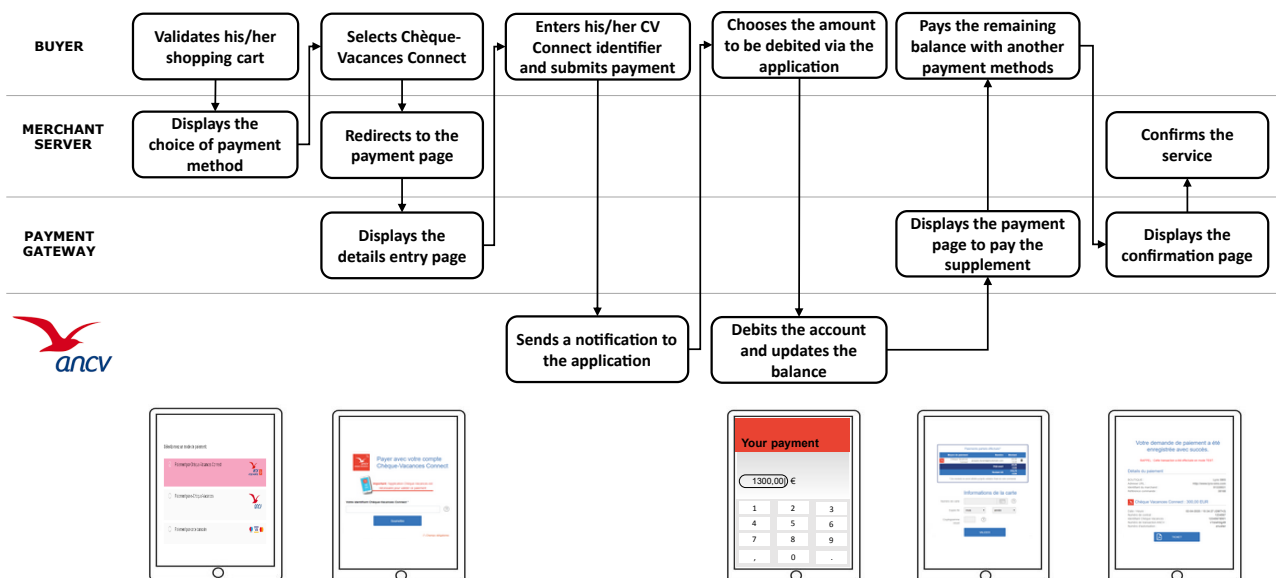 BUYER
Validates his/her
shopping cart
Selects Chèque-
Vacances Connect
Enters his/her CV
Connect identifier
and submits payment
Chooses the amount
to be debited via the
application
Pays the remaining
balance with another
payment methods
MERCHANT
SERVER
Displays the
choice of payment
method
Redirects to the
payment page
Confirms the
service
PAYMENT
GATEWAY
Displays the
details entry page
Displays the payment
page to pay the
supplement
Displays the
confirmation page
ancv
Sends a notification to
the application
Debits the account
and updates the
balance
Payer avec votre compte
Chèque-Vacances Connect
Your payment
1300,00 €
1 2 3
4 5 6
7 8 9
, 0 .
Informations de la carte
Votre demande de paiement a été
enregistrée avec succès.
Détails du paiement